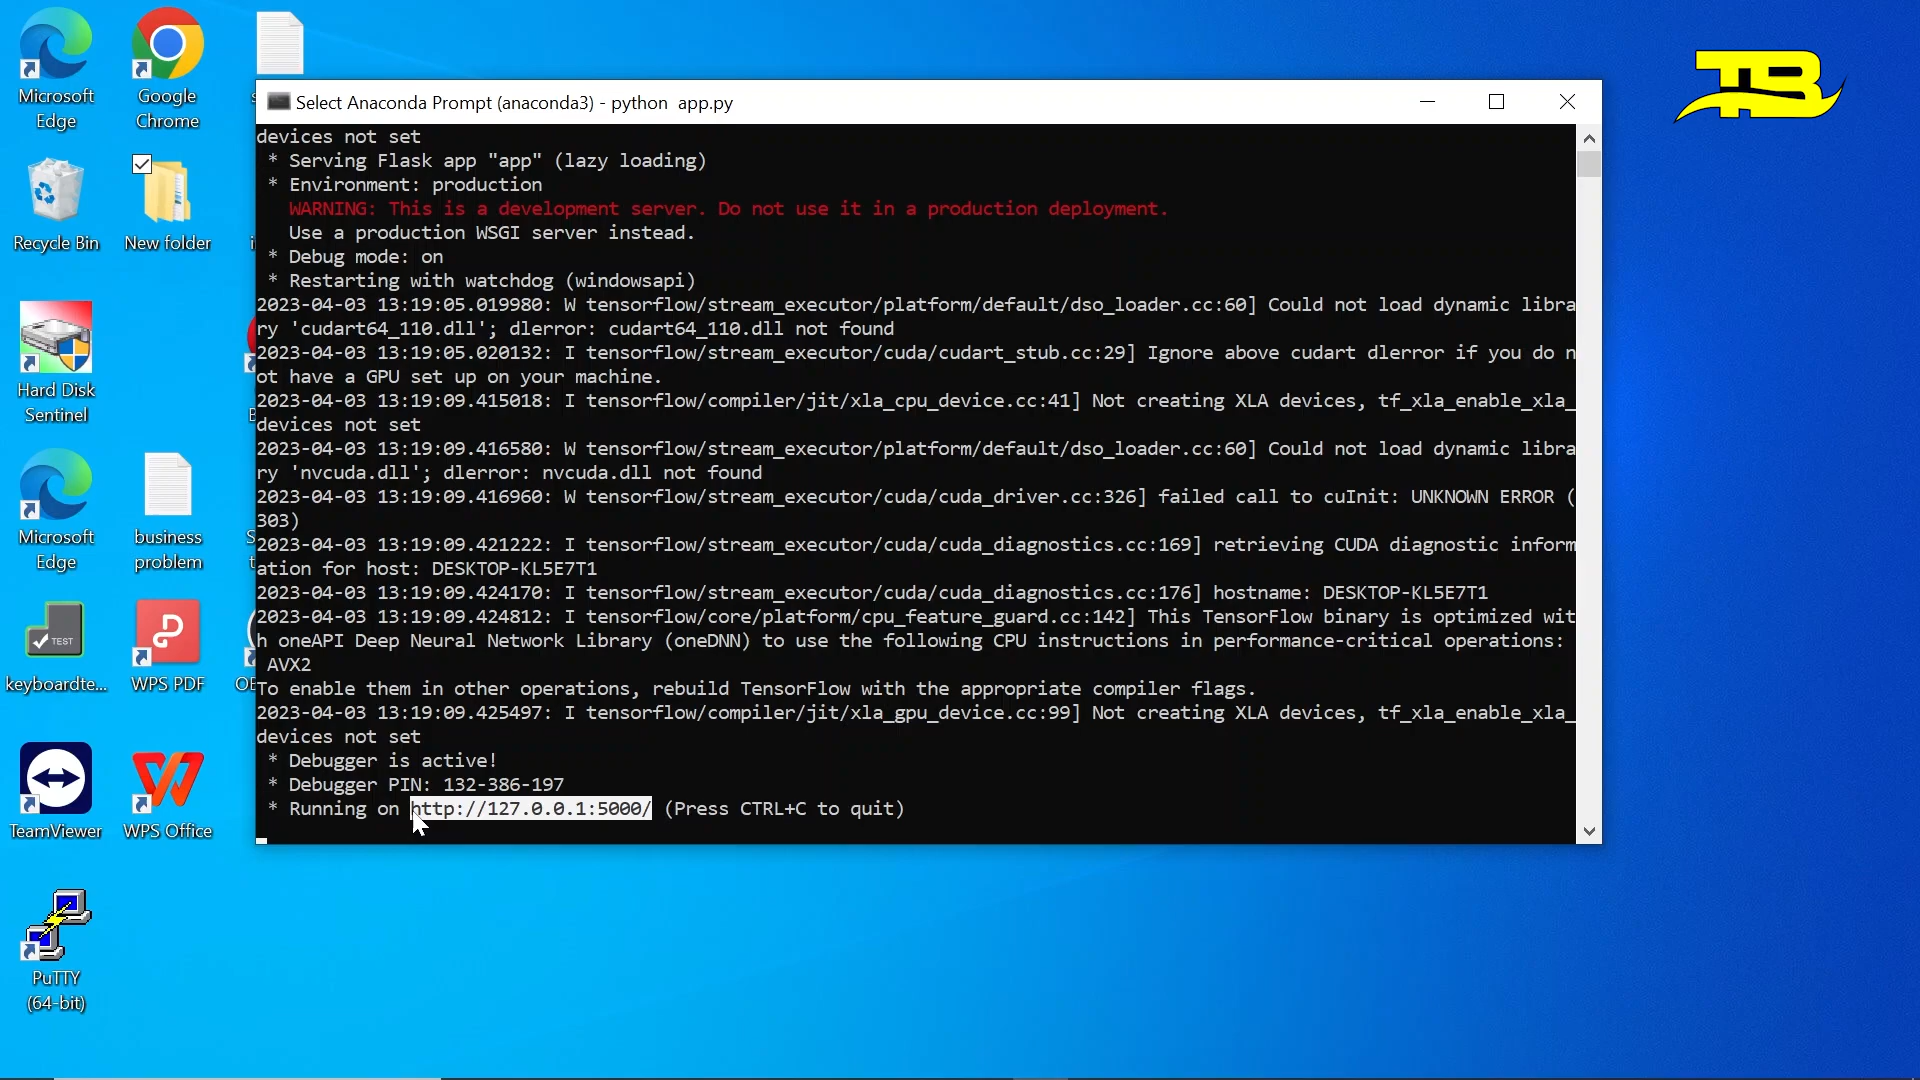 Microsoft
Edge
Google
Chrome
Recycle Bin
New folder
Hard Disk
Sentinel
Microsoft
Edge
business
problem
TEST
keyboardte...
WPS PDF
TeamViewer
WPS Office
PuTTY
(64-bit)
TB
Select Anaconda Prompt (anaconda3) - python  app.py
devices not set
* Serving Flask app "app" (lazy loading)
* Environment: production
WARNING: This is a development server. Do not use it in a production deployment.
Use a production WSGI server instead.
* Debug mode: on
* Restarting with watchdog (windowsapi)
2023-04-03 13:19:05.019980: W tensorflow/stream_executor/platform/default/dso_loader.cc:60] Could not load dynamic libra
ry 'cudart64_110.dll'; dlerror: cudart64_110.dll not found
2023-04-03 13:19:05.020132: I tensorflow/stream_executor/cuda/cudart_stub.cc:29] Ignore above cudart dlerror if you do n
ot have a GPU set up on your machine.
2023-04-03 13:19:09.415018: I tensorflow/compiler/jit/xla_cpu_device.cc:41] Not creating XLA devices, tf_xla_enable_xla_
devices not set
2023-04-03 13:19:09.416580: W tensorflow/stream_executor/platform/default/dso_loader.cc:60] Could not load dynamic libra
ry 'nvcuda.dll'; dlerror: nvcuda.dll not found
2023-04-03 13:19:09.416960: W tensorflow/stream_executor/cuda/cuda_driver.cc:326] failed call to cuInit: UNKNOWN ERROR (
303)
2023-04-03 13:19:09.421222: I tensorflow/stream_executor/cuda/cuda_diagnostics.cc:169] retrieving CUDA diagnostic inform
ation for host: DESKTOP-KL5E7T1
2023-04-03 13:19:09.424170: I tensorflow/stream_executor/cuda/cuda_diagnostics.cc:176] hostname: DESKTOP-KL5E7T1
2023-04-03 13:19:09.424812: I tensorflow/core/platform/cpu_feature_guard.cc:142] This TensorFlow binary is optimized wit
h oneAPI Deep Neural Network Library (oneDNN) to use the following CPU instructions in performance-critical operations:
AVX2
To enable them in other operations, rebuild TensorFlow with the appropriate compiler flags.
2023-04-03 13:19:09.425497: I tensorflow/compiler/jit/xla_gpu_device.cc:99] Not creating XLA devices, tf_xla_enable_xla_
devices not set
* Debugger is active!
* Debugger PIN: 132-386-197
* Running on http://127.0.0.1:5000/ (Press CTRL+C to quit)